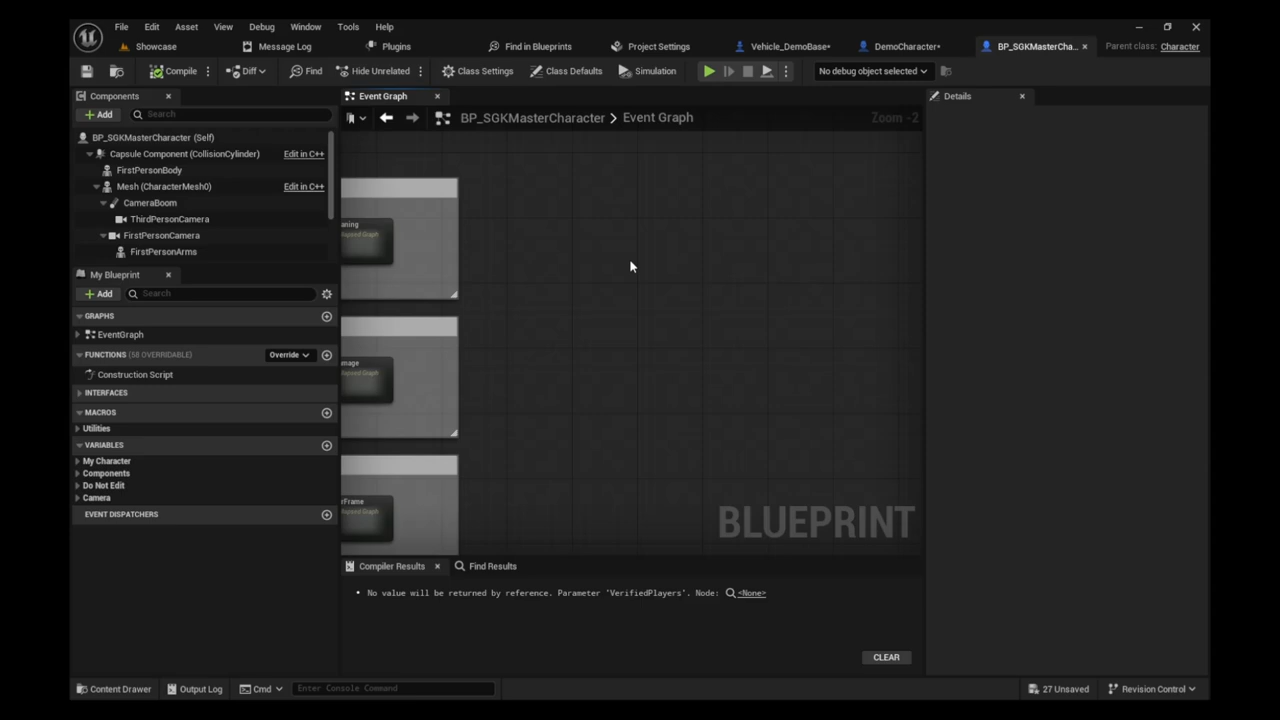 File Edit Asset View Debug Window Tools Help
Showcase Message Log Plugins Find in Blueprints Project Settings Vehicle_DemoBase• DemoCharacter• BP_SGKMasterCha... Parent class: Character
Compile Diff Find Hide Unrelated Class Settings Class Defaults Simulation No debug object selected
Components Event Graph Details
Add Search BP_SGKMasterCharacter > Event Graph Zoom -2
BP_SGKMasterCharacter (Self)
Capsule Component (CollisionCylinder) Edit in C++
FirstPersonBody
Mesh (CharacterMesh0) Edit in C++
CameraBoom
ThirdPersonCamera
FirstPersonCamera
FirstPersonArms
aning
My Blueprint
Add Search
GRAPHS
EventGraph
FUNCTIONS (58 OVERRIDABLE) Override
Construction Script
mage
INTERFACES
MACROS
Utilities
VARIABLES
My Character
Components
Do Not Edit
Camera
rFrame
EVENT DISPATCHERS
BLUEPRINT
Compiler Results Find Results
• No value will be returned by reference. Parameter 'VerifiedPlayers'. Node: <None>
CLEAR
Content Drawer Output Log Cmd Enter Console Command 27 Unsaved Revision Control